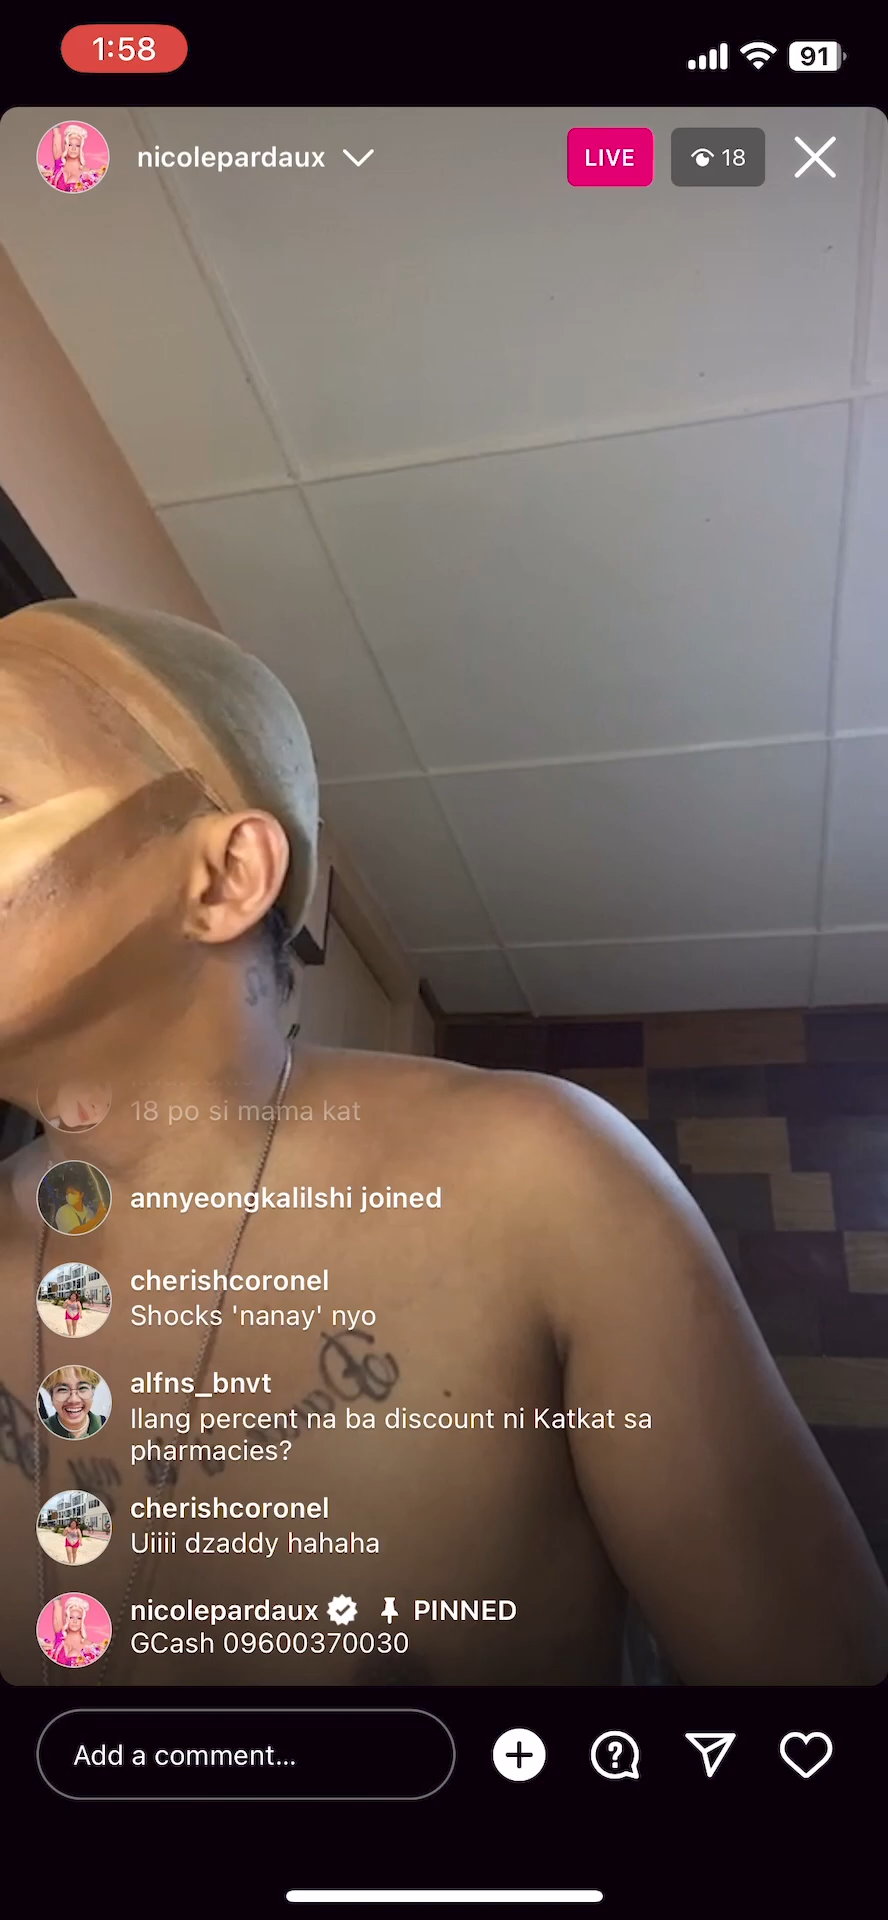 1:58
91
nicolepardaux
LIVE
18
18 po si mama kat
annyeongkalilshi joined
cherishcoronel
Shocks 'nanay' nyo
alfns_bnvt
Ilang percent na ba discount ni Katkat sa
pharmacies?
cherishcoronel
Uiiii dzaddy hahaha
nicolepardaux PINNED
GCash 09600370030
Add a comment...